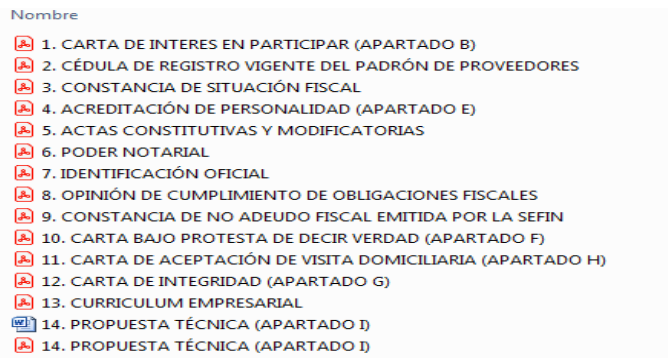 Nombre
1. CARTA DE INTERES EN PARTICIPAR (APARTADO B)
2. CÉDULA DE REGISTRO VIGENTE DEL PADRÓN DE PROVEEDORES
3. CONSTANCIA DE SITUACIÓN FISCAL
4. ACREDITACIÓN DE PERSONALIDAD (APARTADO E)
5. ACTAS CONSTITUTIVAS Y MODIFICATORIAS
6. PODER NOTARIAL
7. IDENTIFICACIÓN OFICIAL
8. OPINIÓN DE CUMPLIMIENTO DE OBLIGACIONES FISCALES
9. CONSTANCIA DE NO ADEUDO FISCAL EMITIDA POR LA SEFIN
10. CARTA BAJO PROTESTA DE DECIR VERDAD (APARTADO F)
11. CARTA DE ACEPTACIÓN DE VISITA DOMICILIARIA (APARTADO H)
12. CARTA DE INTEGRIDAD (APARTADO G)
13. CURRICULUM EMPRESARIAL
14. PROPUESTA TÉCNICA (APARTADO I)
14. PROPUESTA TÉCNICA (APARTADO I)